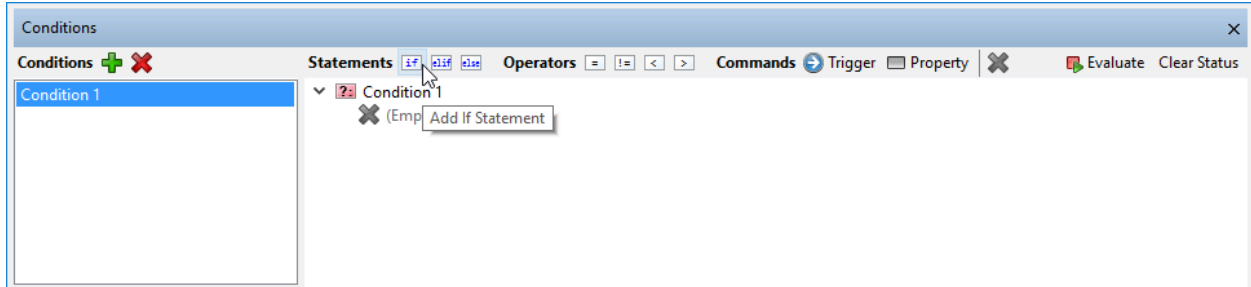 Conditions
Conditions Statements if elif else Operators = != < > Commands Trigger Property Evaluate Clear Status
Condition 1
?: Condition 1
(Emp
Add If Statement